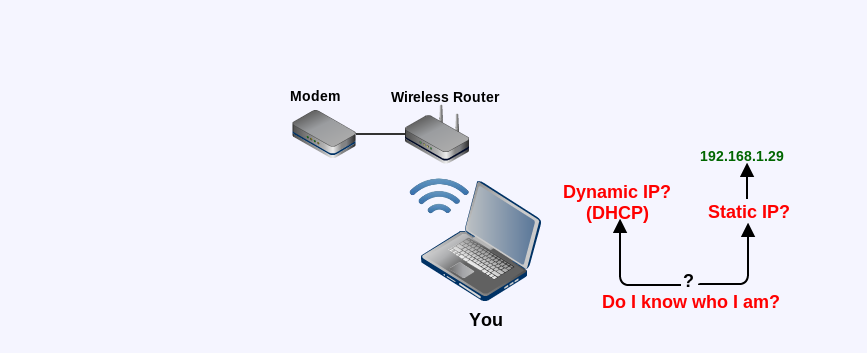 Modem
Wireless Router
192.168.1.29
Dynamic IP?
(DHCP)
Static IP?
?
Do I know who I am?
You